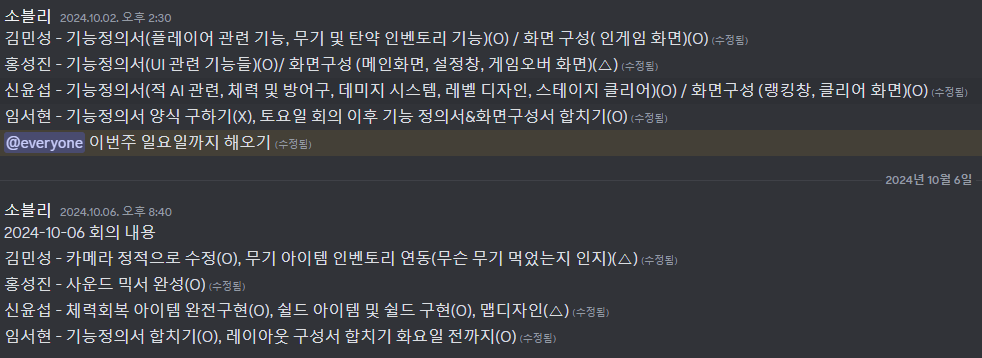 소블리 2024.10.02. 오후 2:30
김민성 - 기능정의서(플레이어 관련 기능, 무기 및 탄약 인벤토리 기능)(O) / 화면 구성( 인게임 화면)(O) (수정됨)
홍성진 - 기능정의서(UI 관련 기능들)(O)/ 화면구성 (메인화면, 설정창, 게임오버 화면)(△) (수정됨)
신윤섭 - 기능정의서(적 AI 관련, 체력 및 방어구, 데미지 시스템, 레벨 디자인, 스테이지 클리어)(O) / 화면구성 (랭킹창, 클리어 화면)(O) (수정됨)
임서현 - 기능정의서 양식 구하기(X), 토요일 회의 이후 기능 정의서&화면구성서 합치기(O) (수정됨)
@everyone 이번주 일요일까지 해오기 (수정됨)
2024년 10월 6일
소블리 2024.10.06. 오후 8:40
2024-10-06 회의 내용
김민성 - 카메라 정적으로 수정(O), 무기 아이템 인벤토리 연동(무슨 무기 먹었는지 인지)(△) (수정됨)
홍성진 - 사운드 믹서 완성(O) (수정됨)
신윤섭 - 체력회복 아이템 완전구현(O), 쉴드 아이템 및 쉴드 구현(O), 맵디자인(△) (수정됨)
임서현 - 기능정의서 합치기(O), 레이아웃 구성서 합치기 화요일 전까지(O) (수정됨)